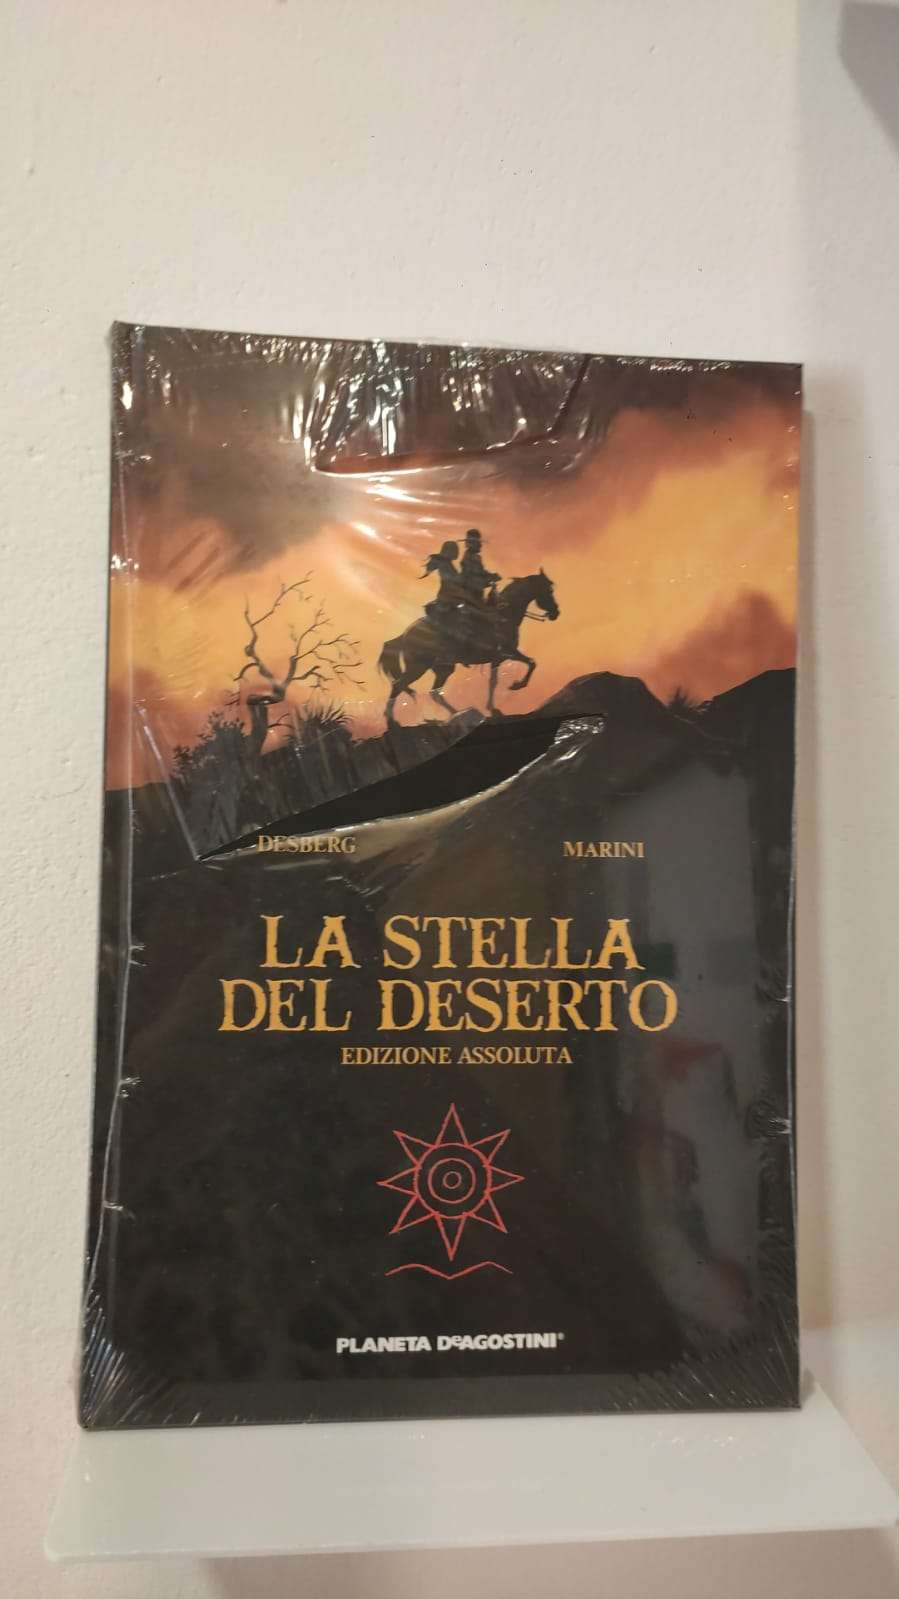 DESBERG MARINI
LA STELLA
DEL DESERTO
EDIZIONE ASSOLUTA
PLANETA DeAGOSTINI®